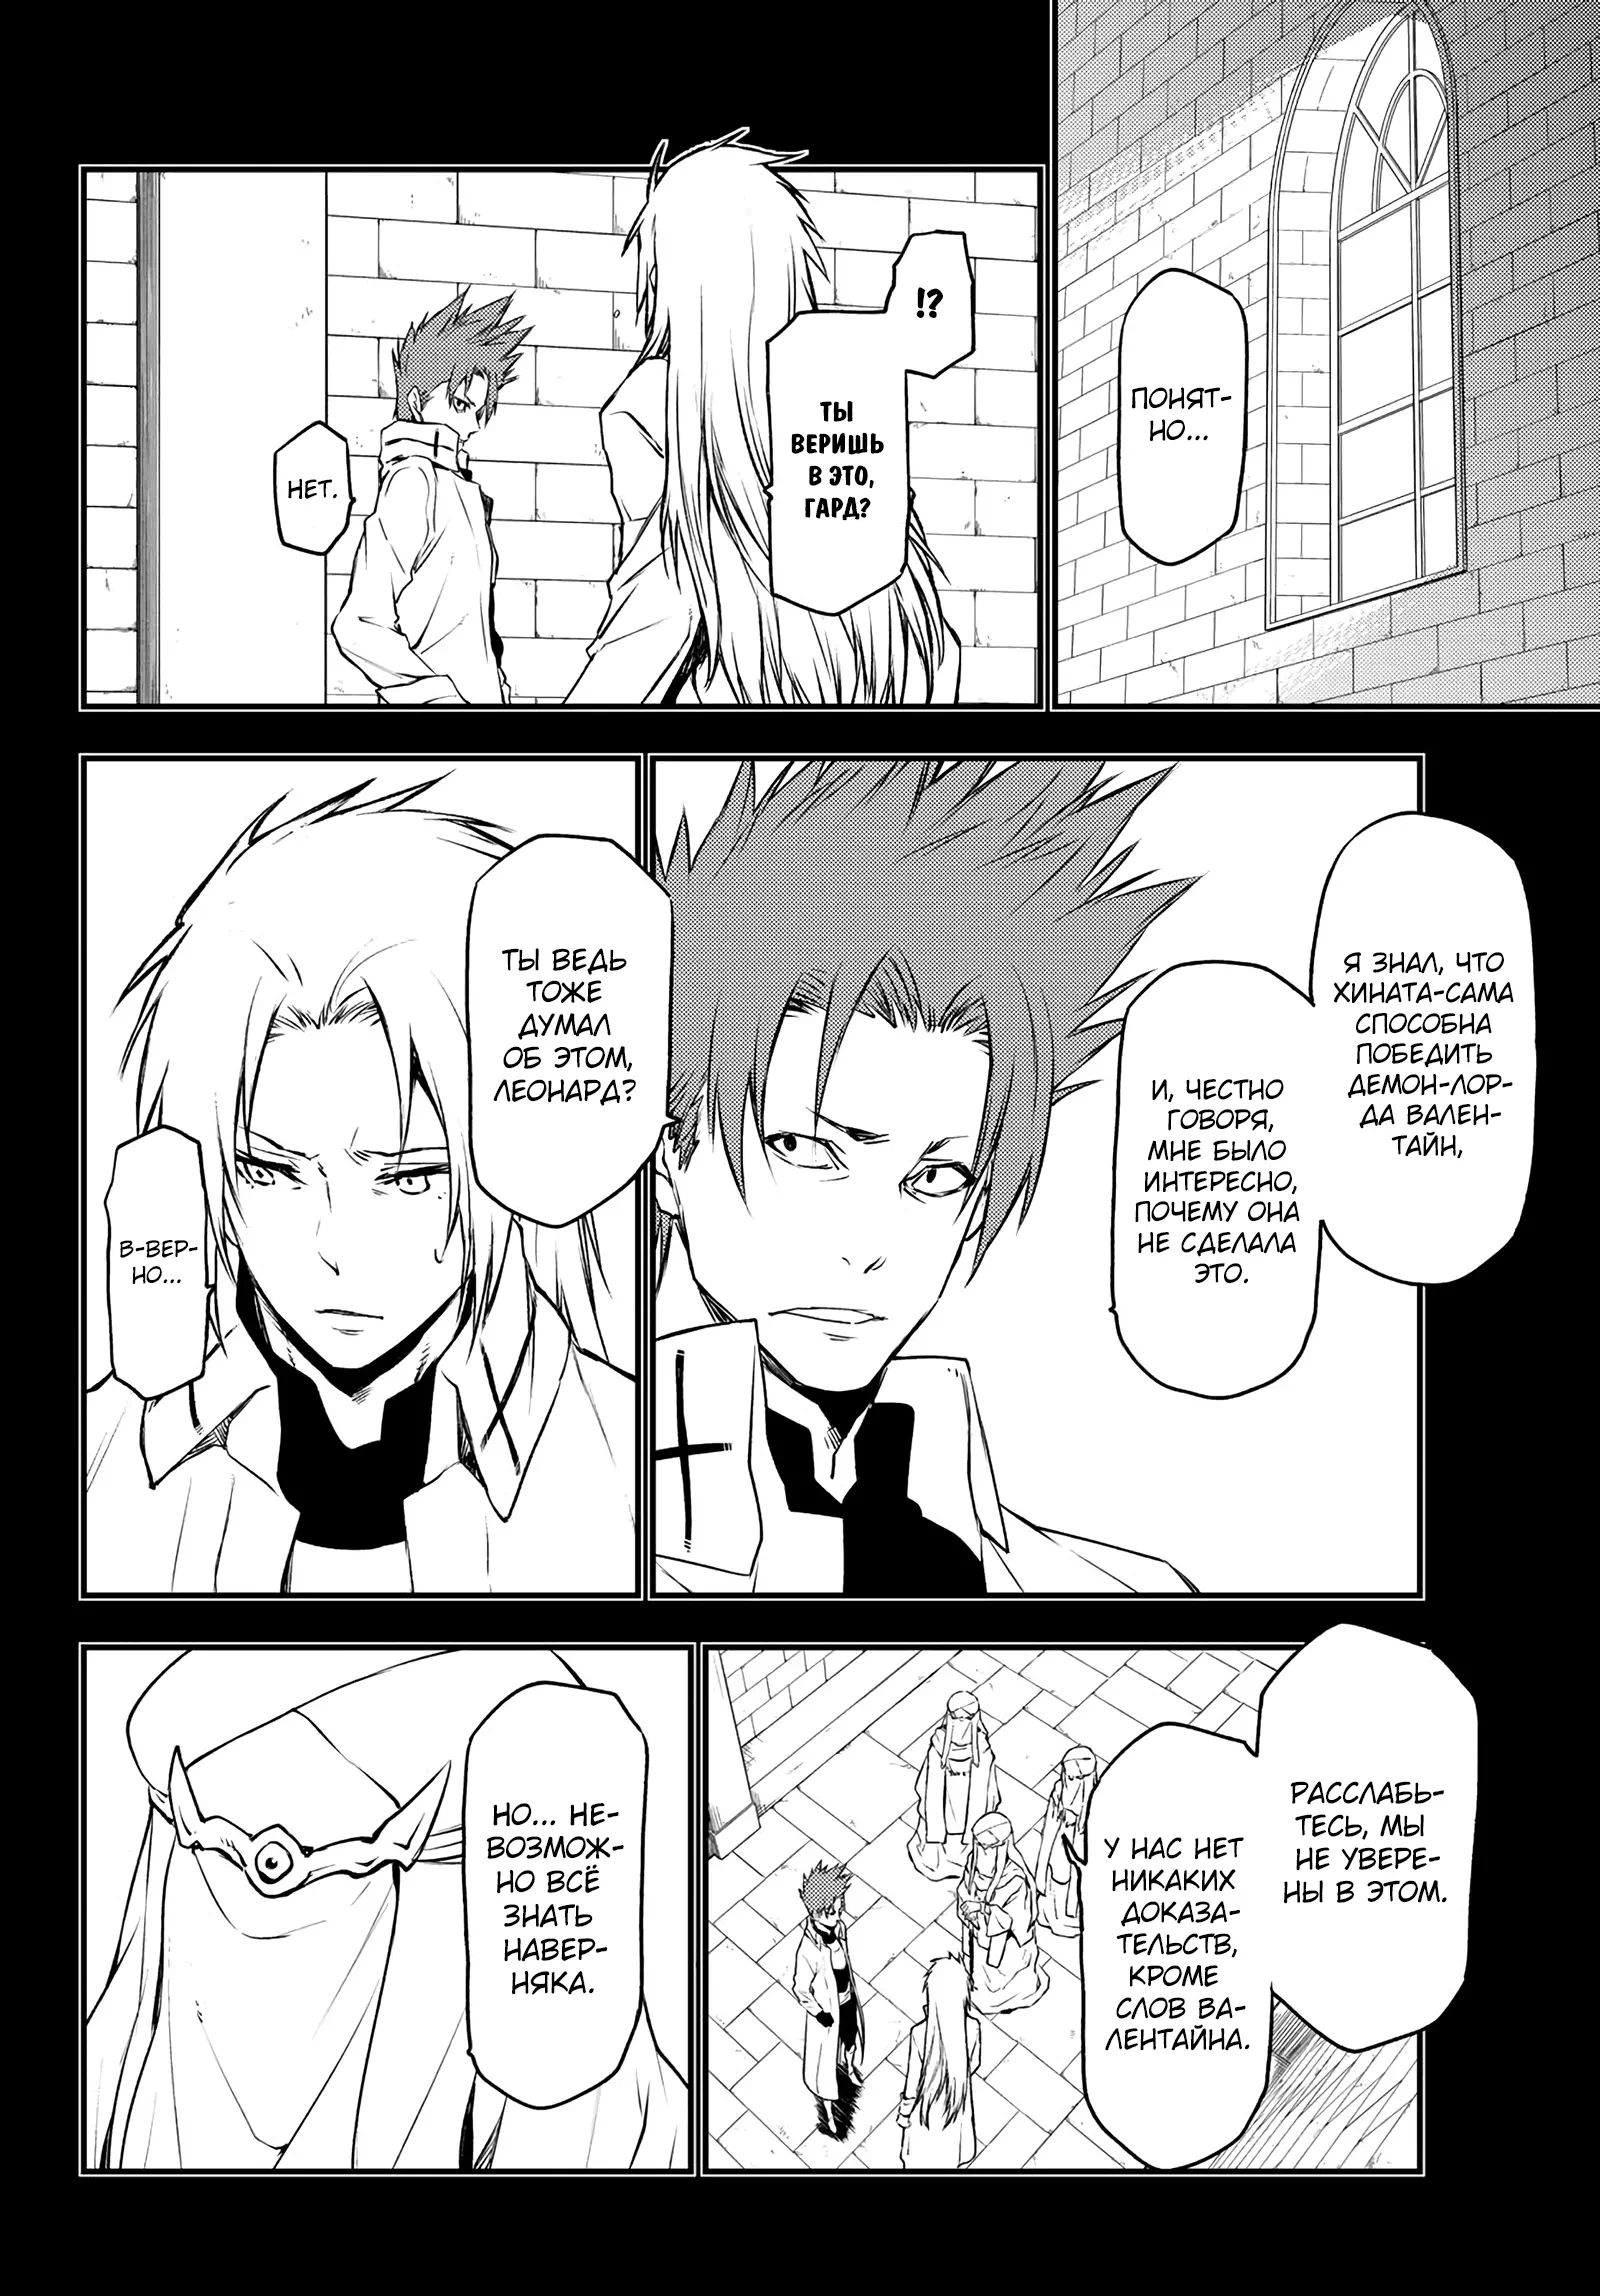 ПОНЯТ-
НО...
!?
ТЫ
ВЕРИШЬ
В ЭТО,
ГАРД?
НЕТ.
Я ЗНАЛ, ЧТО
ХИНАТА-САМА
СПОСОБНА
ПОБЕДИТЬ
ДЕМОН-ЛОР-
ДА ВАЛЕН-
ТАЙН,
И, ЧЕСТНО
ГОВОРЯ,
МНЕ БЫЛО
ИНТЕРЕСНО,
ПОЧЕМУ ОНА
НЕ СДЕЛАЛА
ЭТО.
ТЫ ВЕДЬ
ТОЖЕ
ДУМАЛ
ОБ ЭТОМ,
ЛЕОНАРД?
В-ВЕР-
НО...
РАССЛАБЬ-
ТЕСЬ, МЫ
НЕ УВЕРЕ-
НЫ В ЭТОМ.
У НАС НЕТ
НИКАКИХ
ДОКАЗА-
ТЕЛЬСТВ,
КРОМЕ
СЛОВ ВА-
ЛЕНТАЙНА.
НО... НЕ-
ВОЗМОЖ-
НО ВСЁ
ЗНАТЬ
НАВЕР-
НЯКА.